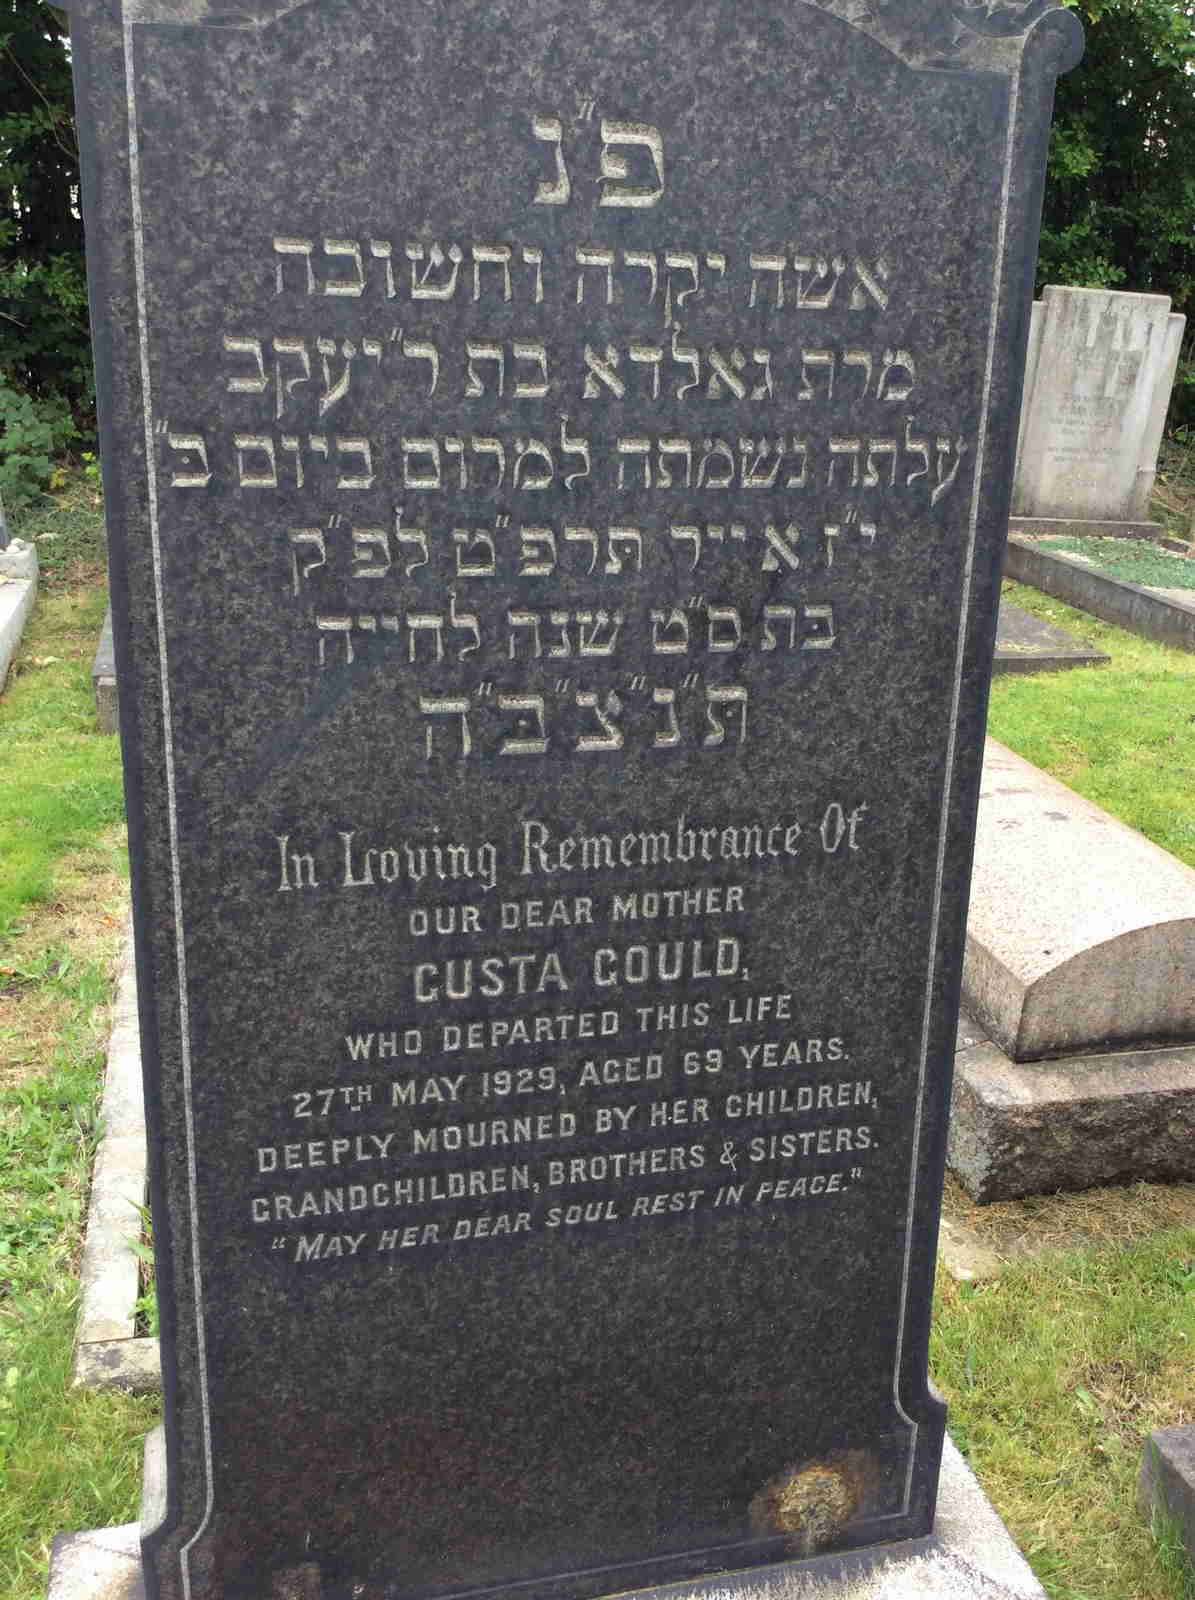 פ"נ
אשה יקרה וחשובה
מרת גאלדא בת ר' יעקב
עלתה נשמתה למרום ביום ב"
י"ז אייר תרפ"ט לפ"ק
בת ס"ט שנה לחייה
ת"נ"צ"ב"ה
In Loving Remembrance Of
OUR DEAR MOTHER
GUSTA GOULD,
WHO DEPARTED THIS LIFE
27TH MAY 1929, AGED 69 YEARS.
DEEPLY MOURNED BY HER CHILDREN,
GRANDCHILDREN, BROTHERS & SISTERS.
"MAY HER DEAR SOUL REST IN PEACE."